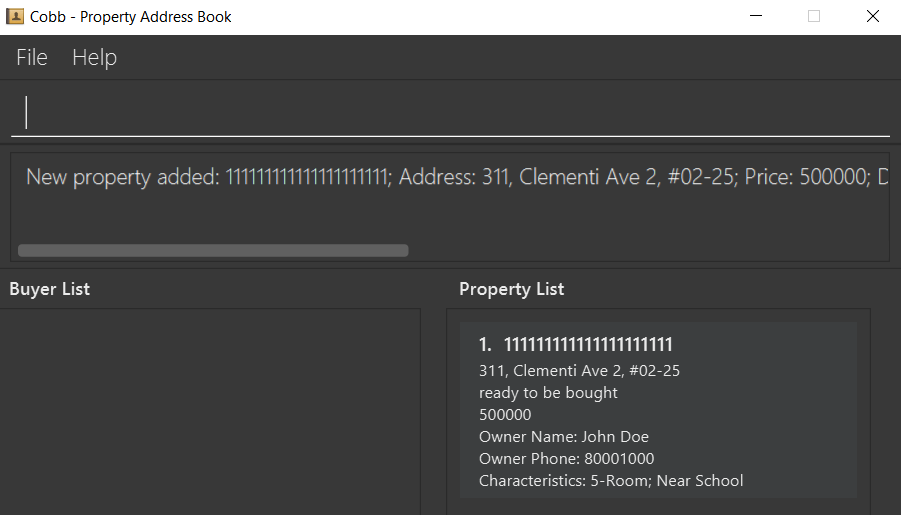 Cobb - Property Address Book
File Help
New property added: 111111111111111111111; Address: 311, Clementi Ave 2, #02-25; Price: 500000; D
Buyer List
Property List
1. 111111111111111111111
311, Clementi Ave 2, #02-25
ready to be bought
500000
Owner Name: John Doe
Owner Phone: 80001000
Characteristics: 5-Room; Near School